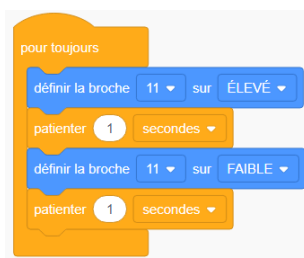 pour toujours
définir la broche 11 sur ÉLEVÉ
patienter 1 secondes
définir la broche 11 sur FAIBLE
patienter 1 secondes